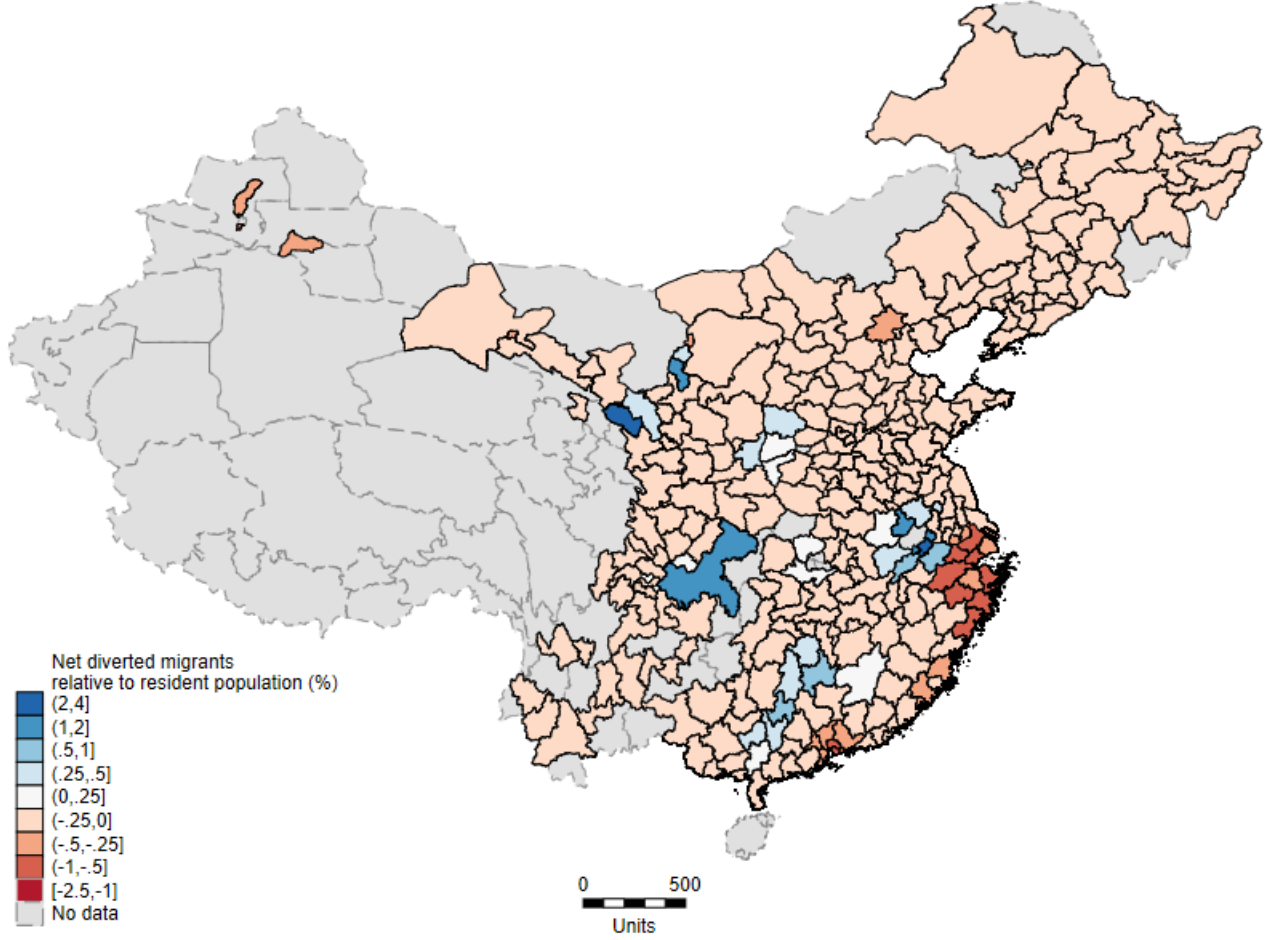 Net diverted migrants
relative to resident population (%)
(2,4]
(1,2]
(.5,1]
(.25,.5]
(0,.25]
(-.25,0]
(-.5,-.25]
(-1,-.5]
[-2.5,-1]
No data
0 500
Units